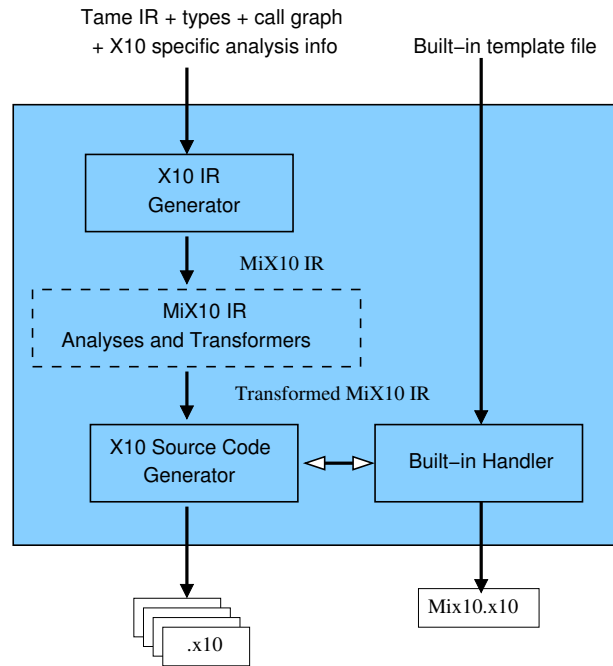 Tame IR + types + call graph
+ X10 specific analysis info
Built−in template file
X10 IR
Generator
MiX10 IR
MiX10 IR
Analyses and Transformers
Transformed MiX10 IR
X10 Source Code
Generator
Built−in Handler
.x10
Mix10.x10